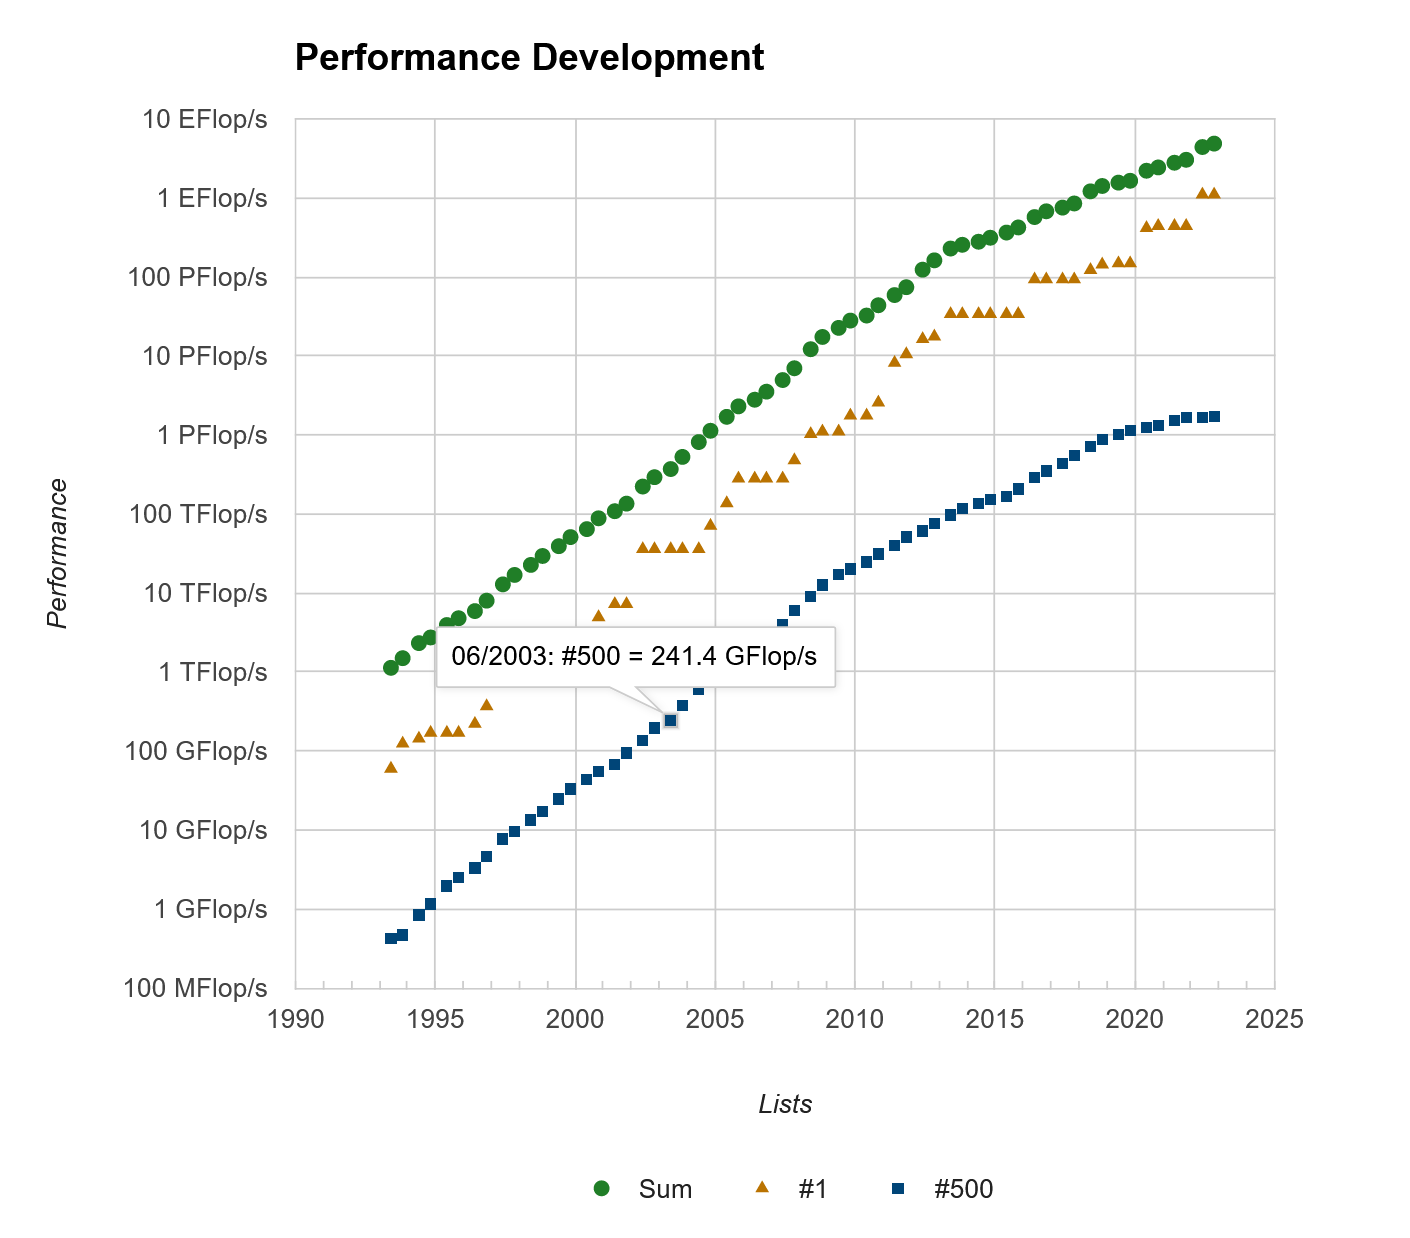 Performance Development
10 EFlop/s
1 EFlop/s
100 PFlop/s
10 PFlop/s
1 PFlop/s
100 TFlop/s
10 TFlop/s
1 TFlop/s
100 GFlop/s
10 GFlop/s
1 GFlop/s
100 MFlop/s
Performance
06/2003: #500 = 241.4 GFlop/s
1990 1995 2000 2005 2010 2015 2020 2025
Lists
Sum #1 #500